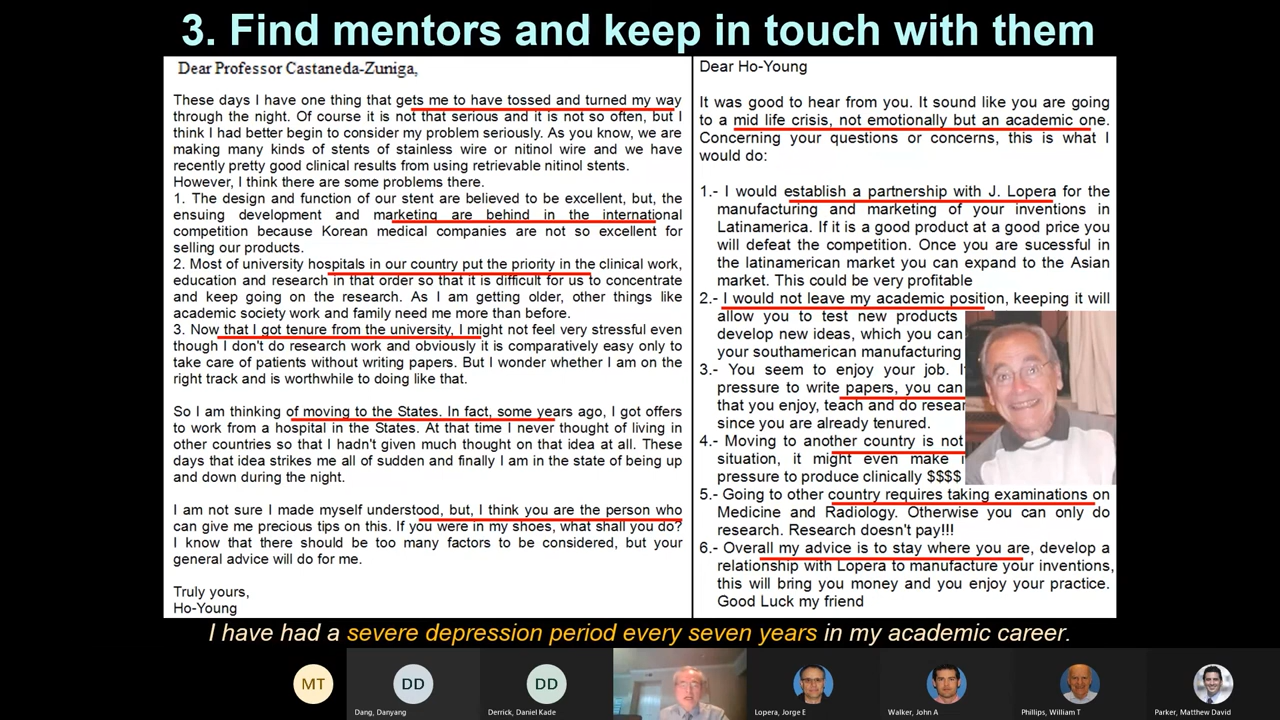 3. Find mentors and keep in touch with them
Dear Professor Castaneda-Zuniga,
These days I have one thing that gets me to have tossed and turned my way
through the night. Of course it is not that serious and it is not so often, but I
think I had better begin to consider my problem seriously. As you know, we are
making many kinds of stents of stainless wire or nitinol wire and we have
recently pretty good clinical results from using retrievable nitinol stents.
However, I think there are some problems there.
1. The design and function of our stent are believed to be excellent, but, the
ensuing development and marketing are behind in the international
competition because Korean medical companies are not so excellent for
selling our products.
2. Most of university hospitals in our country put the priority in the clinical work,
education and research in that order so that it is difficult for us to concentrate
and keep going on the research. As I am getting older, other things like
academic society work and family need me more than before.
3. Now that I got tenure from the university, I might not feel very stressful even
though I don't do research work and obviously it is comparatively easy only to
take care of patients without writing papers. But I wonder whether I am on the
right track and is worthwhile to doing like that.
So I am thinking of moving to the States. In fact, some years ago, I got offers
to work from a hospital in the States. At that time I never thought of living in
other countries so that I hadn't given much thought on that idea at all. These
days that idea strikes me all of sudden and finally I am in the state of being up
and down during the night.
I am not sure I made myself understood, but, I think you are the person who
can give me precious tips on this. If you were in my shoes, what shall you do?
I know that there should be too many factors to be considered, but your
general advice will do for me.
Truly yours,
Ho-Young
Dear Ho-Young
It was good to hear from you. It sound like you are going
to a mid life crisis, not emotionally but an academic one.
Concerning your questions or concerns, this is what I
would do:
1.- I would establish a partnership with J. Lopera for the
manufacturing and marketing of your inventions in
Latinamerica. If it is a good product at a good price you
will defeat the competition. Once you are sucessful in
the latinamerican market you can expand to the Asian
market. This could be very profitable
2.- I would not leave my academic position, keeping it will
allow you to test new products
develop new ideas, which you can
your southamerican manufacturing
3.- You seem to enjoy your job.
pressure to write papers, you can
that you enjoy, teach and do resear
since you are already tenured.
4.- Moving to another country is not
situation, it might even make
pressure to produce clinically $$$$
5.- Going to other country requires taking examinations on
Medicine and Radiology. Otherwise you can only do
research. Research doesn't pay!!!
6.- Overall my advice is to stay where you are, develop a
relationship with Lopera to manufacture your inventions,
this will bring you money and you enjoy your practice.
Good Luck my friend
I have had a severe depression period every seven years in my academic career.
MT
DD
DD
Dang, Danyang
Derrick, Daniel Kade
Lopera, Jorge E
Walker, John A
Phillips, William T
Parker, Matthew David